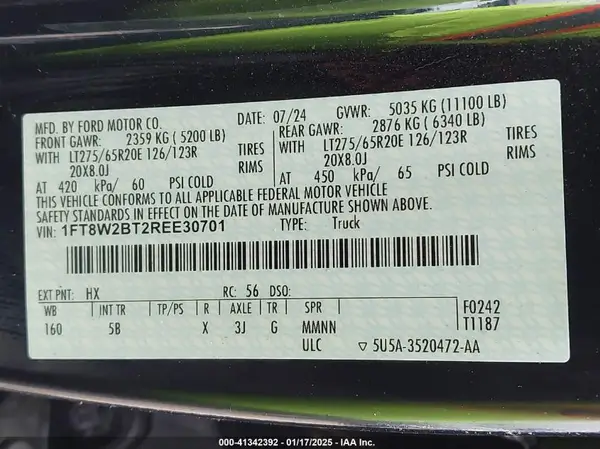 MFD. BY FORD MOTOR CO. DATE: 07/24 GVWR: 5035 KG (11100 LB)
FRONT GAWR: 2359 KG ( 5200 LB) REAR GAWR: 2876 KG ( 6340 LB)
WITH LT275/65R20E 126/123R TIRES WITH LT275/65R20E 126/123R TIRES
20X8.0J RIMS 20X8.0J RIMS
AT 420 kPa/ 60 PSI COLD AT 450 kPa/ 65 PSI COLD
THIS VEHICLE CONFORMS TO ALL APPLICABLE FEDERAL MOTOR VEHICLE
SAFETY STANDARDS IN EFFECT ON THE DATE OF MANUFACTURE SHOWN ABOVE.
VIN: 1FT8W2BT2REE30701 TYPE: Truck
EXT PNT: HX RC: 56 DSO:
WB INT TR TP/PS R AXLE TR SPR F0242
160 5B X 3J G MMNN T1187
ULC ▽ 5U5A-3520472-AA
000-41342392 - 01/17/2025 - IAA Inc.